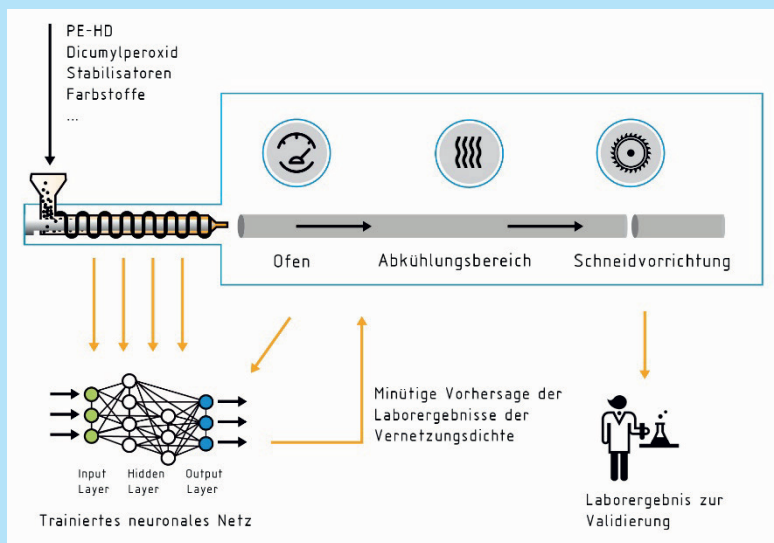 PE-HD
Dicumylperoxid
Stabilisatoren
Farbstoffe
...
Ofen
Abkühlungsbereich
Schneidvorrichtung
Minütige Vorhersage der
Laborergebnisse der
Vernetzungsdichte
Input
Layer
Hidden
Layer
Output
Layer
Trainiertes neuronales Netz
Laborergebnis zur
Validierung